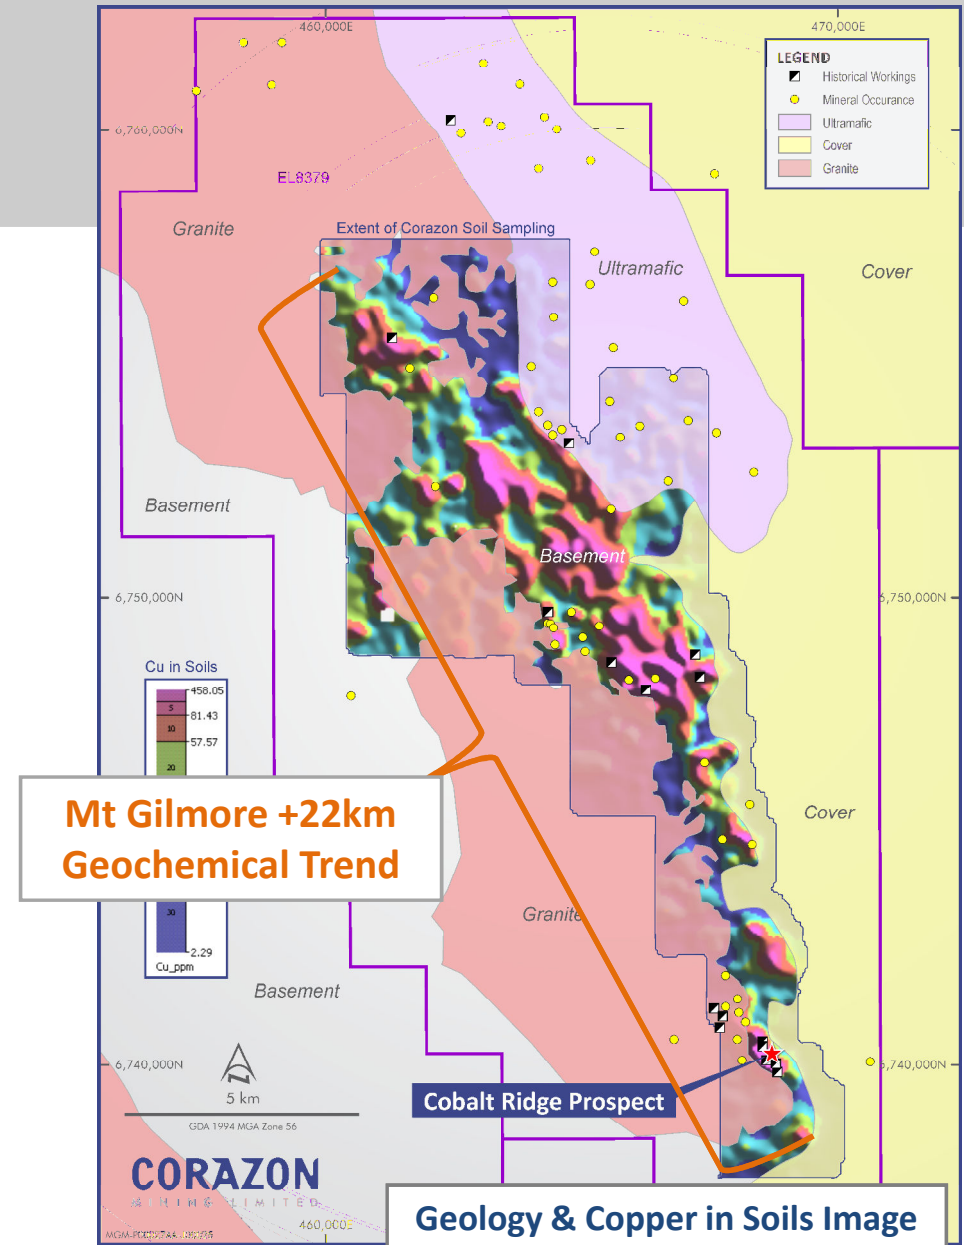 460,000E
470,000E
LEGEND
Historical Workings
Mineral Occurance
Ultramafic
Cover
Granite
6,760,000N
EL8379
Granite
Extent of Corazon Soil Sampling
Ultramafic
Cover
Basement
Basement
6,750,000N
6,750,000N
Cu in Soils
458.05
5
81.43
10
57.57
20
Mt Gilmore +22km
Geochemical Trend
Cover
30
2.29
Cu_ppm
Granite
Basement
6,740,000N
6,740,000N
N
5 km
Cobalt Ridge Prospect
GDA 1994 MGA Zone 56
CORAZON
MINING LIMITED
460,000E
Geology & Copper in Soils Image